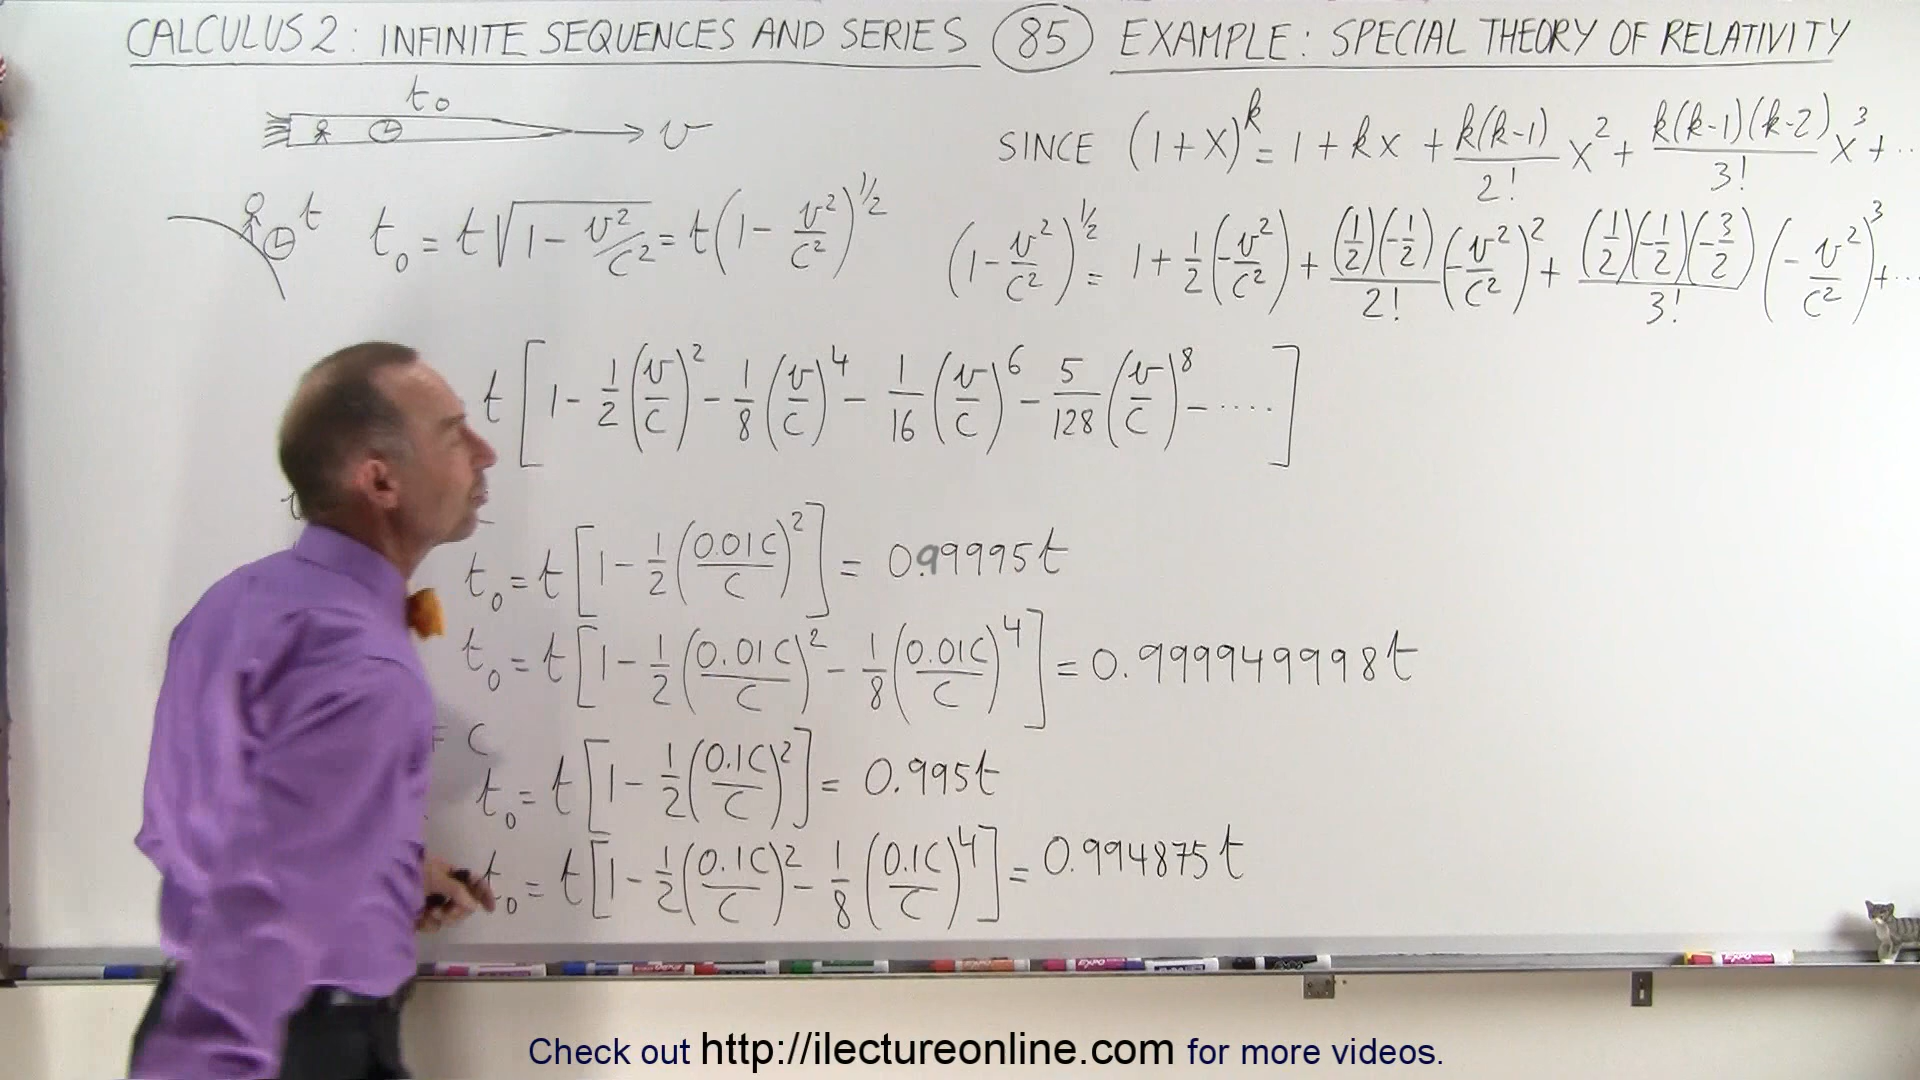 CALCULUS 2: INFINITE SEQUENCES AND SERIES 85 EXAMPLE: SPECIAL THEORY OF RELATIVITY
t₀
v
SINCE (1+x)^k = 1 + kx + k(k-1)/2! x² + k(k-1)(k-2)/3! x³ + ...
t
t₀ = t√(1 - v²/c²) = t(1 - v²/c²)^½
(1 - v²/c²)^½ = 1 + 1/2(-v²/c²) + (1/2)(-1/2)/2! (-v²/c²)² + (1/2)(-1/2)(-3/2)/3! (-v²/c²)³ + ...
t[1 - 1/2(v/c)² - 1/8(v/c)⁴ - 1/16(v/c)⁶ - 5/128(v/c)⁸ - ....]
t₀ = t[1 - 1/2(0.01C/C)²] = 0.99995t
t₀ = t[1 - 1/2(0.01C/C)² - 1/8(0.01C/C)⁴] = 0.9999499998t
F C
t₀ = t[1 - 1/2(0.1C/C)²] = 0.995t
t₀ = t[1 - 1/2(0.1C/C)² - 1/8(0.1C/C)⁴] = 0.994875t
EXPO
EXPO
Check out http://ilectureonline.com for more videos.